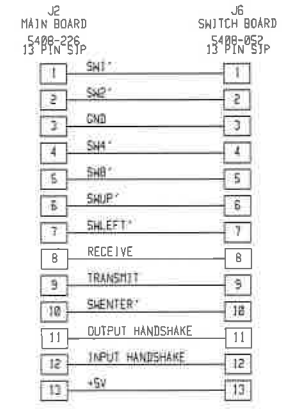 J2 J6
MAIN BOARD SWITCH BOARD
5408-226 5408-052
13 PIN SIP 13 PIN SIP
1 SW1' 1
2 SW2' 2
3 GND 3
4 SW4' 4
5 SW8' 5
6 SWUP' 6
7 SWLEFT' 7
8 RECEIVE 8
9 TRANSMIT 9
10 SWENTER' 10
11 OUTPUT HANDSHAKE 11
12 INPUT HANDSHAKE 12
13 +5V 13